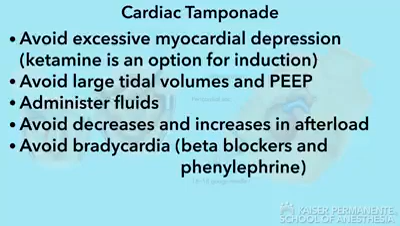 Cardiac Tamponade
• Avoid excessive myocardial depression
(ketamine is an option for induction)
• Avoid large tidal volumes and PEEP
• Administer fluids
• Avoid decreases and increases in afterload
• Avoid bradycardia (beta blockers and
phenylephrine)
KAISER PERMANENTE
SCHOOL OF ANESTHESIA